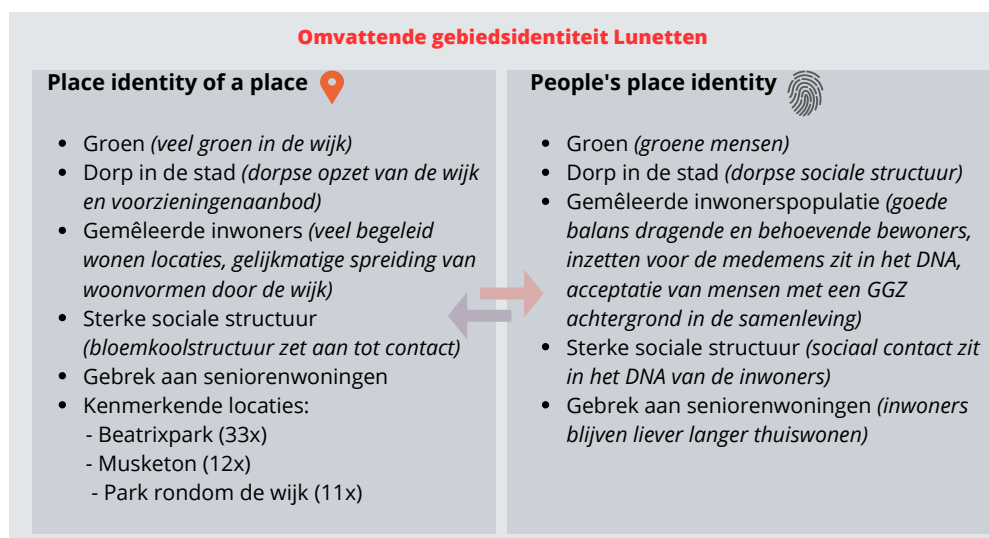 Omvattende gebiedsidentiteit Lunetten
Place identity of a place
• Groen (veel groen in de wijk)
• Dorp in de stad (dorpse opzet van de wijk
en voorzieningenaanbod)
• Gemêleerde inwoners (veel begeleid
wonen locaties, gelijkmatige spreiding van
woonvormen door de wijk)
• Sterke sociale structuur
(bloemkoolstructuur zet aan tot contact)
• Gebrek aan seniorenwoningen
• Kenmerkende locaties:
- Beatrixpark (33x)
- Musketon (12x)
- Park rondom de wijk (11x)
People's place identity
• Groen (groene mensen)
• Dorp in de stad (dorpse sociale structuur)
• Gemêleerde inwonerspopulatie (goede
balans dragende en behoevende bewoners,
inzetten voor de medemens zit in het DNA,
acceptatie van mensen met een GGZ
achtergrond in de samenleving)
• Sterke sociale structuur (sociaal contact zit
in het DNA van de inwoners)
• Gebrek aan seniorenwoningen (inwoners
blijven liever langer thuiswonen)